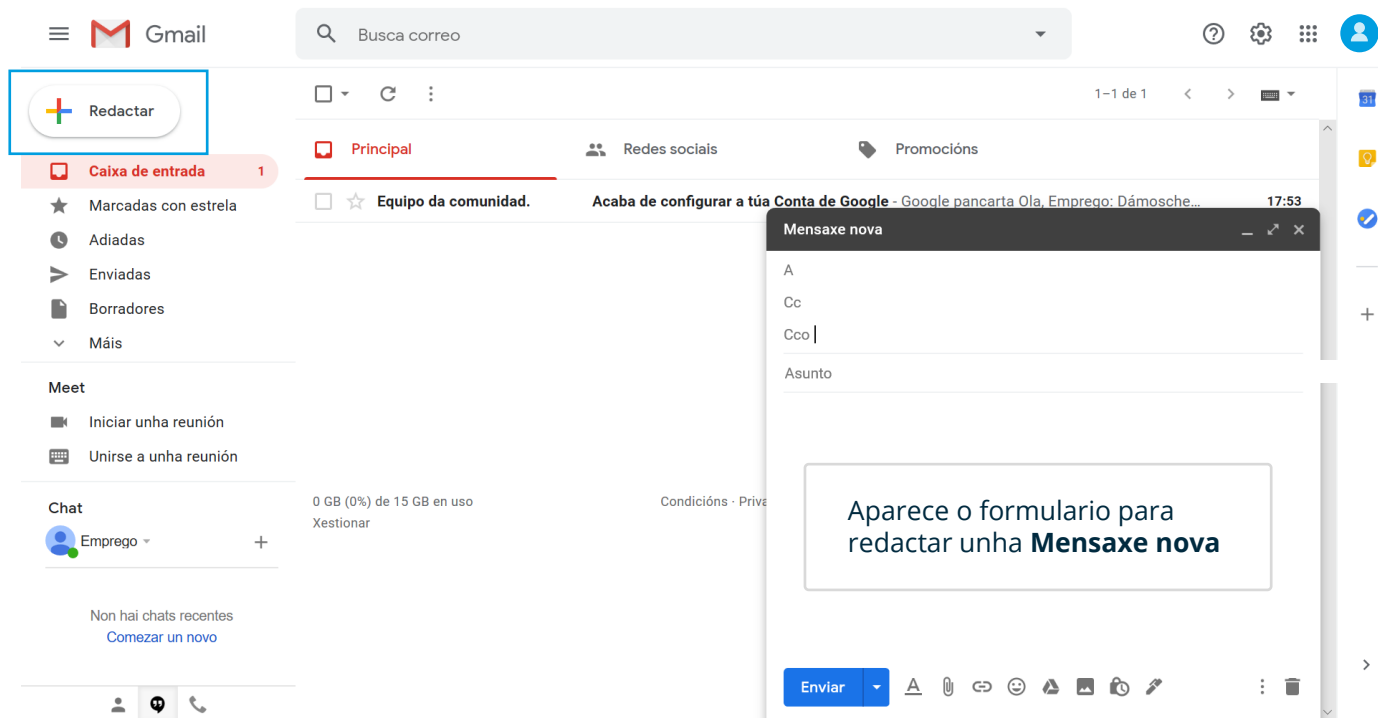 Gmail
Busca correo
Redactar
1–1 de 1
31
Principal
Redes sociais
Promocións
Caixa de entrada 1
Equipo da comunidad. Acaba de configurar a túa Conta de Google - Google pancarta Ola, Emprego: Dámosche... 17:53
Marcadas con estrela
Adiadas
Enviadas
Borradores
Máis
Mensaxe nova
A
Cc
Cco
Asunto
Meet
Iniciar unha reunión
Unirse a unha reunión
Chat
Emprego
Non hai chats recentes
Comezar un novo
0 GB (0%) de 15 GB en uso
Xestionar
Condicións · Priva
Aparece o formulario para
redactar unha Mensaxe nova
Enviar